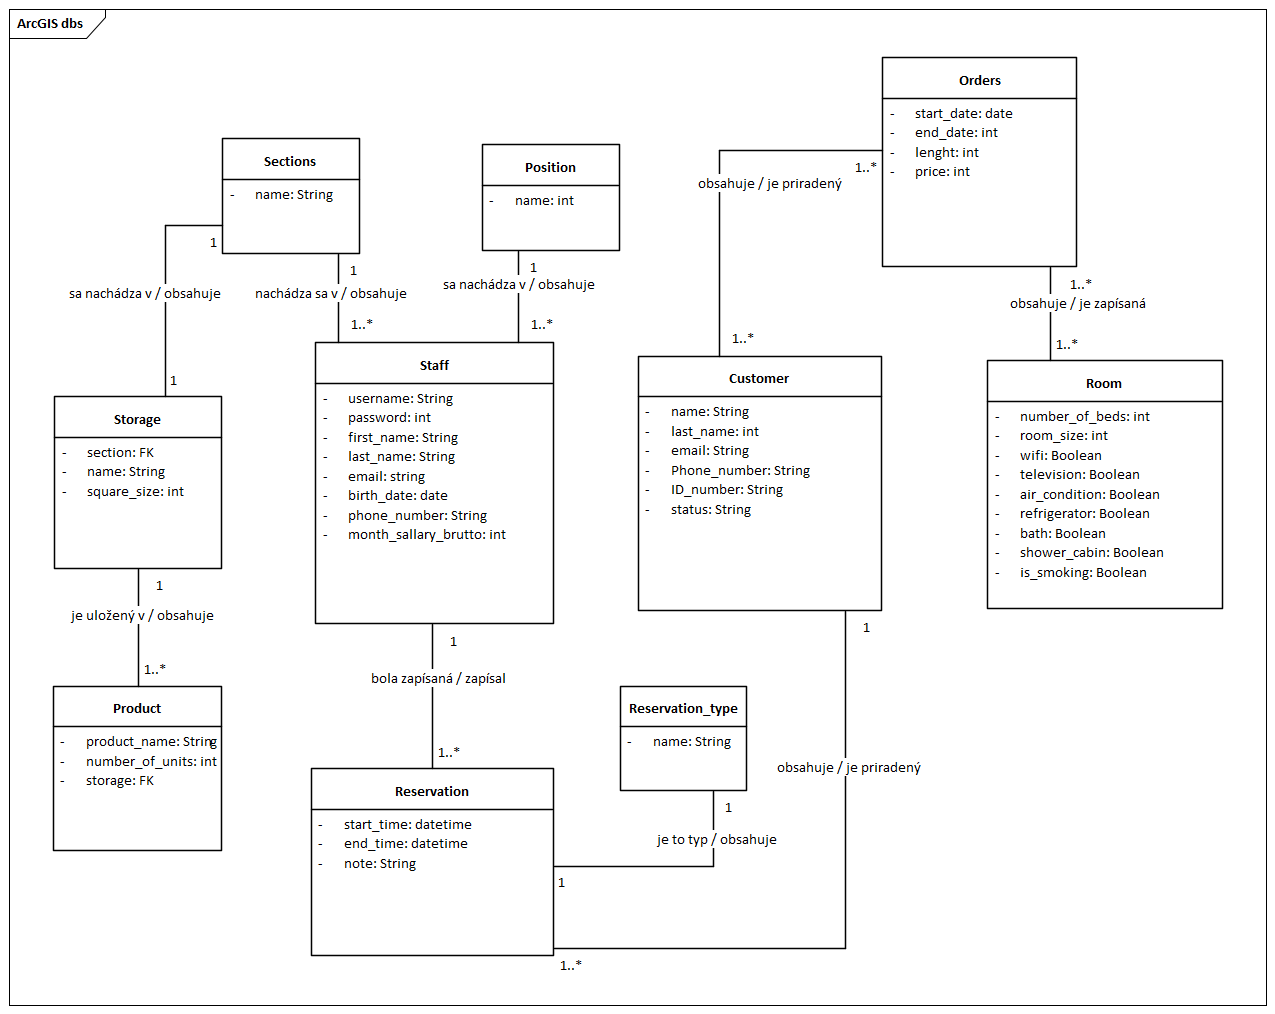 ArcGIS dbs
Orders
- start_date: date
- end_date: int
- lenght: int
- price: int
Sections
- name: String
Position
- name: int
1..*
obsahuje / je priradený
1
1
1
1..*
sa nachádza v / obsahuje
nachádza sa v / obsahuje
sa nachádza v / obsahuje
obsahuje / je zapísaná
1..*
1..*
1..*
1..*
1
Staff
- username: String
- password: int
- first_name: String
- last_name: String
- email: string
- birth_date: date
- phone_number: String
- month_sallary_brutto: int
Customer
- name: String
- last_name: int
- email: String
- Phone_number: String
- ID_number: String
- status: String
Room
- number_of_beds: int
- room_size: int
- wifi: Boolean
- television: Boolean
- air_condition: Boolean
- refrigerator: Boolean
- bath: Boolean
- shower_cabin: Boolean
- is_smoking: Boolean
Storage
- section: FK
- name: String
- square_size: int
1
je uložený v / obsahuje
1..*
1
bola zapísaná / zapísal
1..*
1
Product
- product_name: String
- number_of_units: int
- storage: FK
Reservation_type
- name: String
obsahuje / je priradený
Reservation
- start_time: datetime
- end_time: datetime
- note: String
1
je to typ / obsahuje
1
1..*